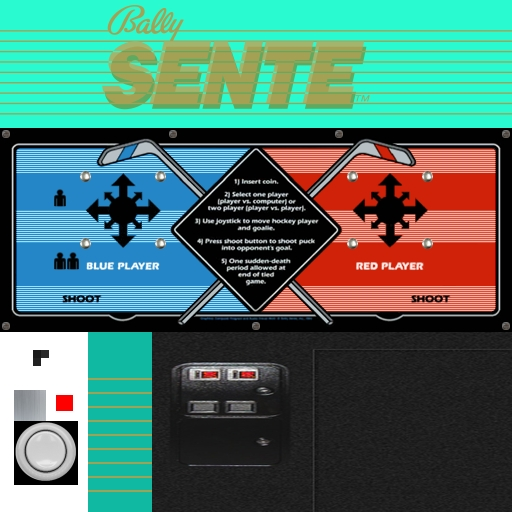 Bally
SENTE™
1) Insert coin.
2) Select one player
(player vs. computer) or
two player (player vs. player).
3) Use joystick to move hockey player
and goalie.
4) Press shoot button to shoot puck
into opponent's goal.
5) One sudden-death
period allowed at
end of tied
game.
BLUE PLAYER
RED PLAYER
SHOOT
SHOOT